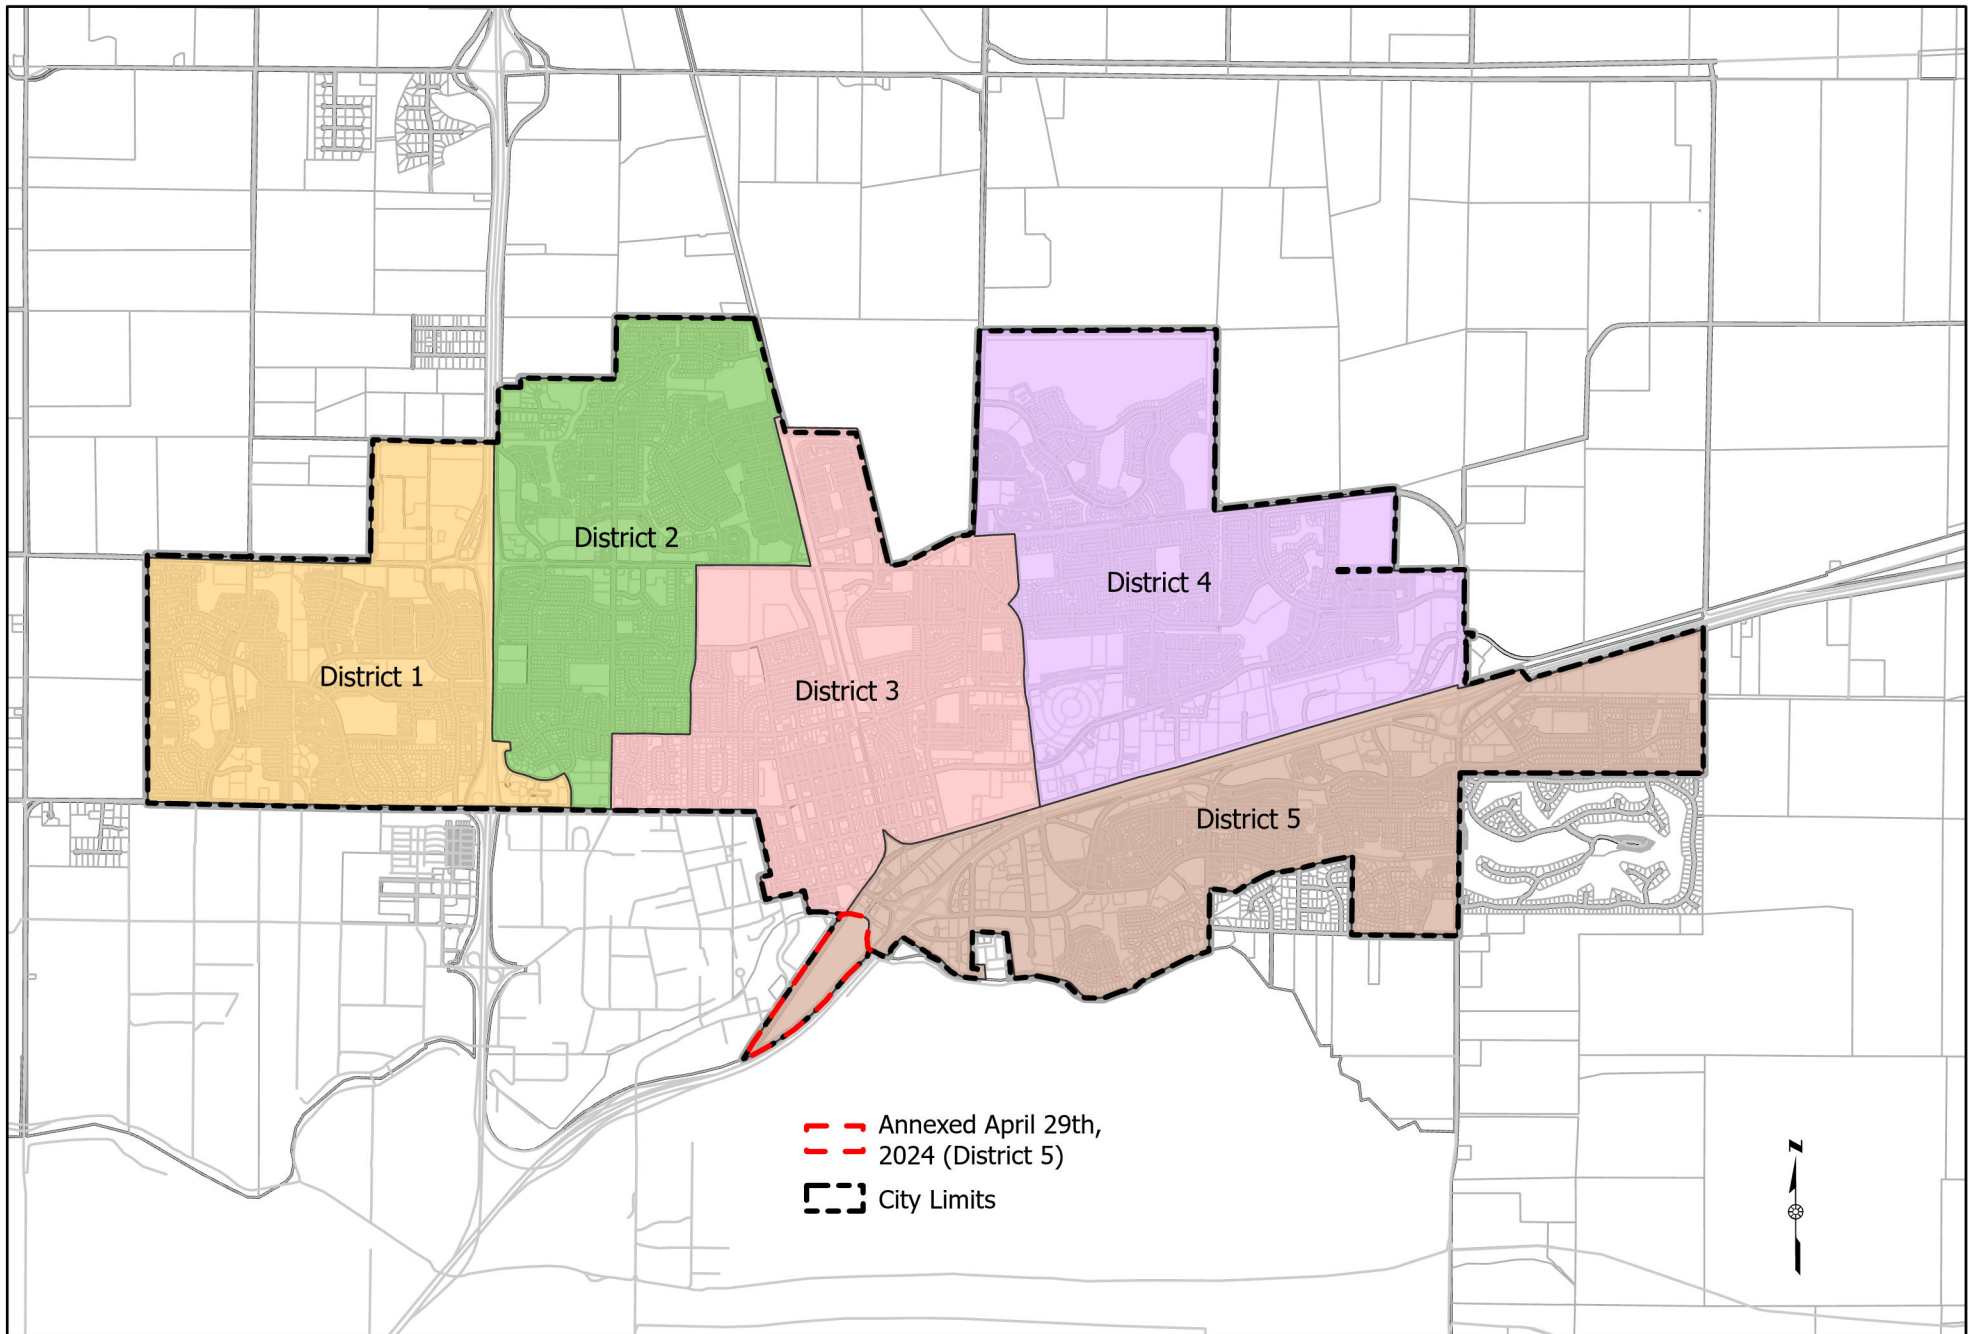 District 2
District 4
District 1
District 3
District 5
Annexed April 29th,
2024 (District 5)
City Limits
N